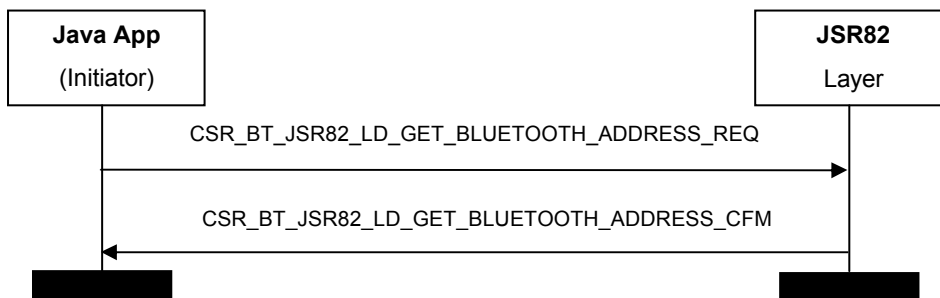 Java App
(Initiator)
JSR82
Layer
CSR_BT_JSR82_LD_GET_BLUETOOTH_ADDRESS_REQ
CSR_BT_JSR82_LD_GET_BLUETOOTH_ADDRESS_CFM